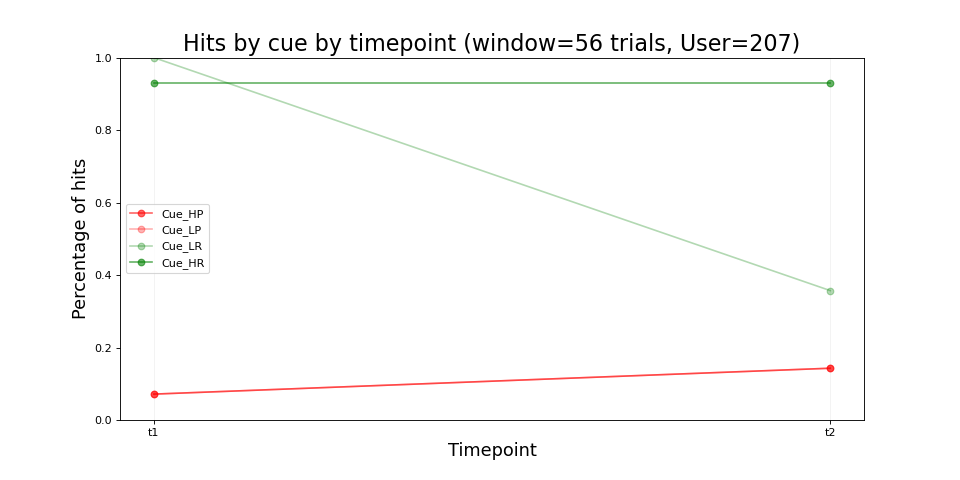 Hits by cue by timepoint (window=56 trials, User=207)
Percentage of hits
1.0
0.8
0.6
0.4
0.2
0.0
Cue_HP
Cue_LP
Cue_LR
Cue_HR
t1
t2
Timepoint